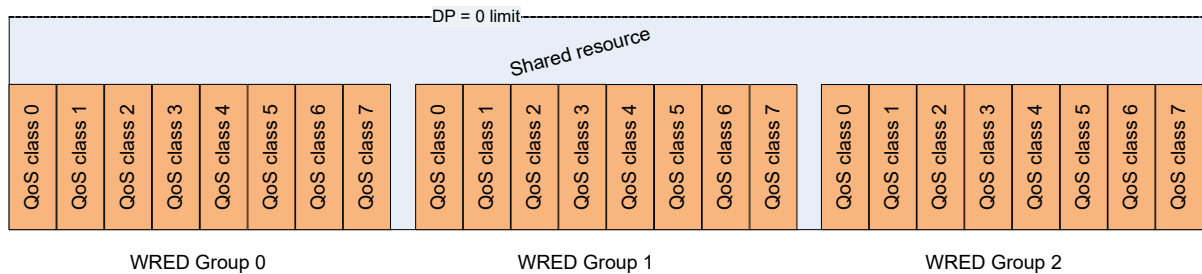 DP = 0 limit
Shared resource
QoS class 0
QoS class 1
QoS class 2
QoS class 3
QoS class 4
QoS class 5
QoS class 6
QoS class 7
QoS class 0
QoS class 1
QoS class 2
QoS class 3
QoS class 4
QoS class 5
QoS class 6
QoS class 7
QoS class 0
QoS class 1
QoS class 2
QoS class 3
QoS class 4
QoS class 5
QoS class 6
QoS class 7
WRED Group 0
WRED Group 1
WRED Group 2